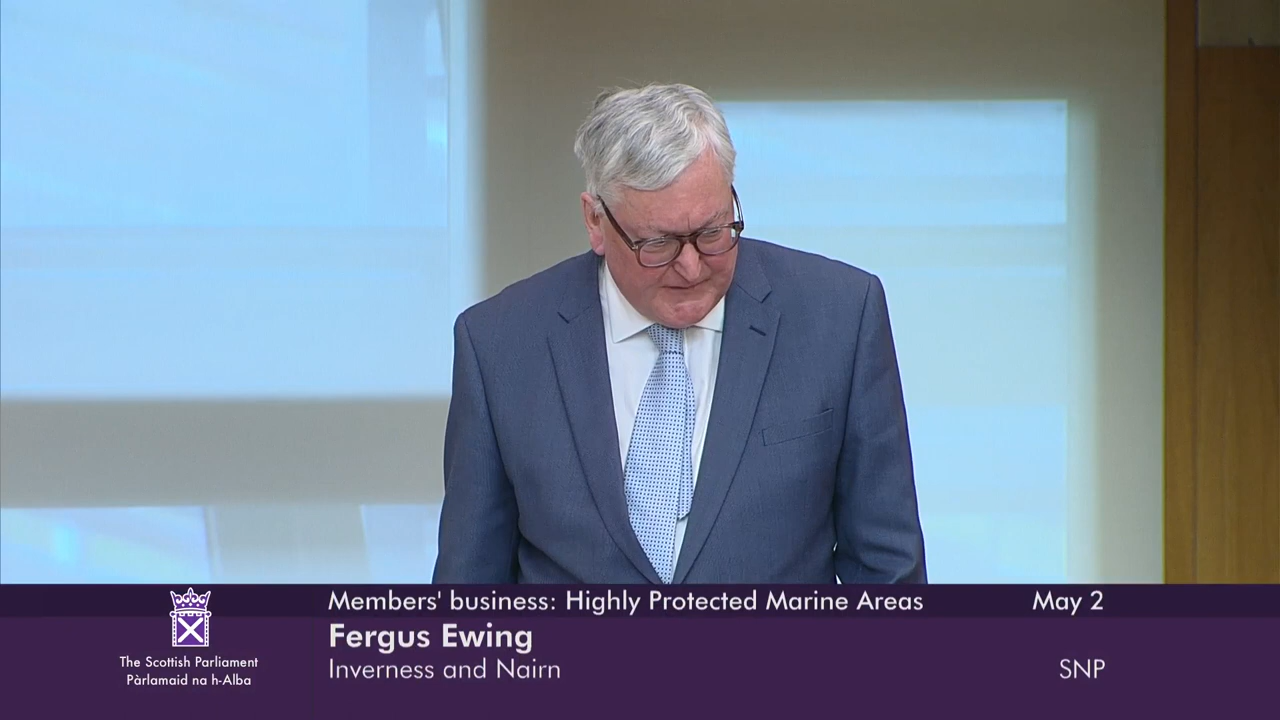 Members' business: Highly Protected Marine Areas May 2
Fergus Ewing
Inverness and Nairn SNP
The Scottish Parliament
Pàrlamaid na h-Alba